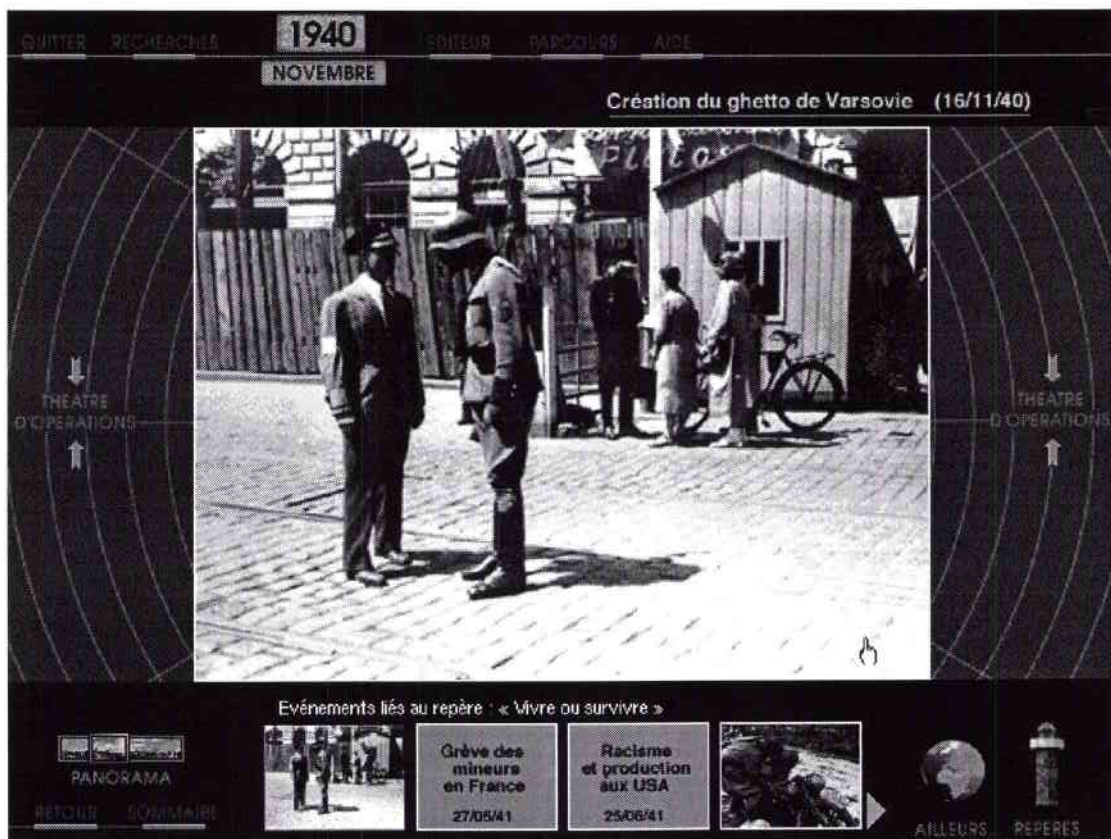 QUITTER RECHERCHES 1940 EDITEUR PARCOURS AIDE
NOVEMBRE
Création du ghetto de Varsovie (16/11/40)
THEATRE
D'OPERATIONS
THEATRE
D'OPERATIONS
Evénements liés au repère : « Vivre ou survivre »
Grève des
mineurs
en France
27/05/41
Racisme
et production
aux USA
25/06/41
PANORAMA
RETOUR SOMMAIRE
AILLEURS REPERES